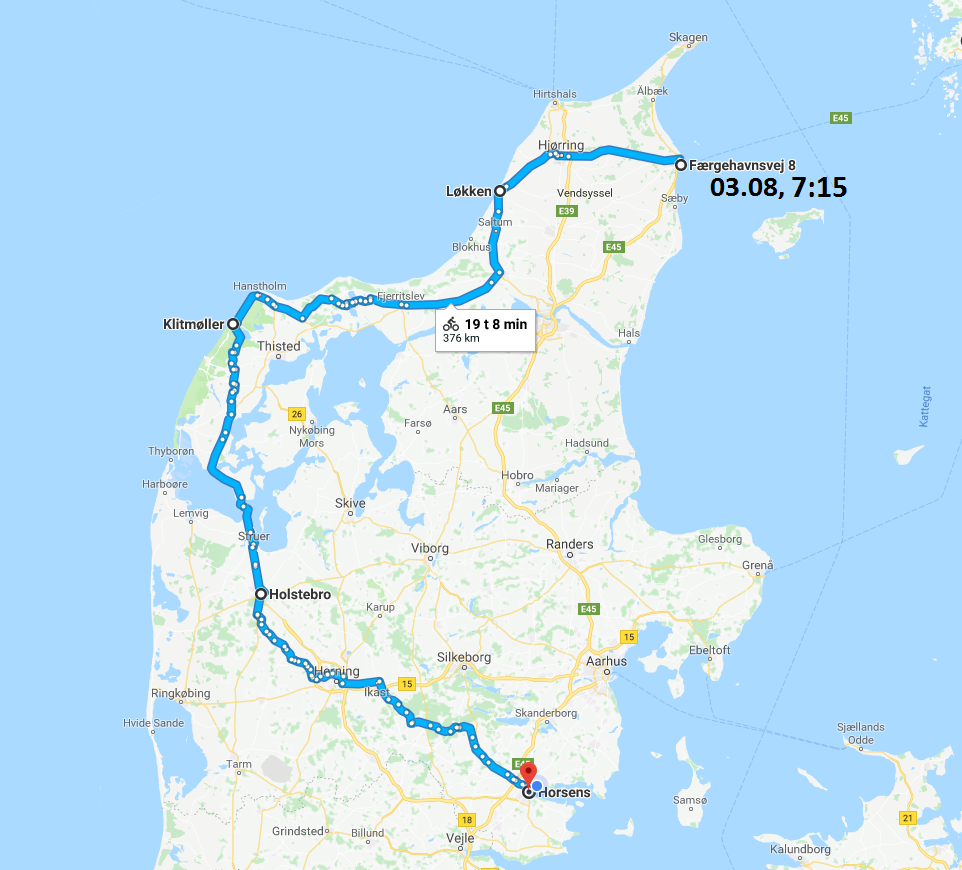 Skagen
Hirtshals
Ålbæk
E45
Hjørring
Færgehavnsvej 8
03.08, 7:15
Løkken
Vendsyssel
Sæby
E39
Saltum
Blokhus
E45
Hanstholm
Fjerritslev
Klitmøller
19 t 8 min
376 km
Thisted
Hals
Kattegat
26
Aars
E45
Farsø
Nykøbing
Mors
Hadsund
Thyborøn
Hobro
Harboøre
Mariager
Lemvig
Skive
Struer
Viborg
Randers
Glesborg
Grenå
Holstebro
Karup
E45
15
Ebeltoft
Silkeborg
Aarhus
Herning
Ikast
15
Ringkøbing
Skanderborg
Hvide Sande
Sjællands
Odde
Tarm
E45
Horsens
Samsø
18
21
Grindsted
Billund
Vejle
Kalundborg